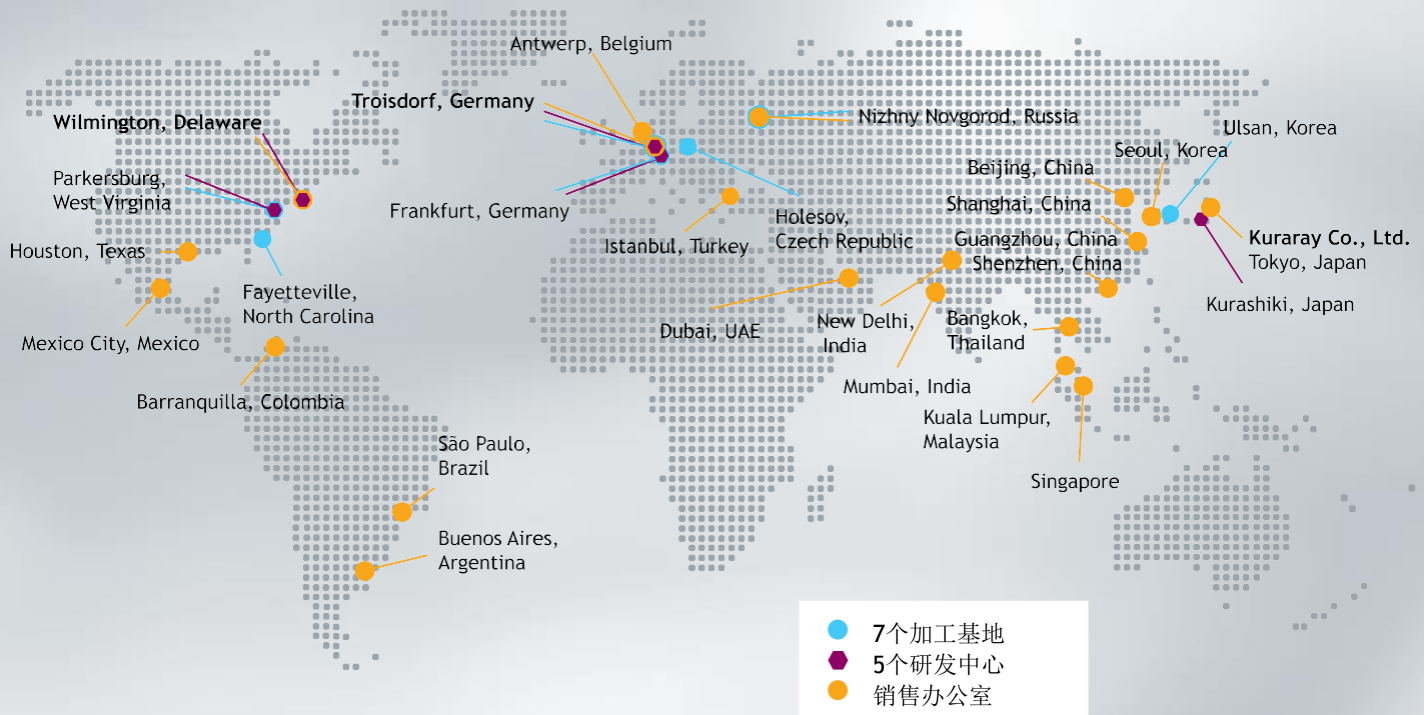 Antwerp, Belgium
Troisdorf, Germany
Wilmington, Delaware
Nizhny Novgorod, Russia
Ulsan, Korea
Seoul, Korea
Beijing, China
Parkersburg,
West Virginia
Shanghai, China
Frankfurt, Germany
Holesov,
Czech Republic
Istanbul, Turkey
Guangzhou, China
Shenzhen, China
Kuraray Co., Ltd.
Tokyo, Japan
Houston, Texas
Fayetteville,
North Carolina
Kurashiki, Japan
Dubai, UAE
New Delhi,
India
Bangkok,
Thailand
Mexico City, Mexico
Mumbai, India
Barranquilla, Colombia
Kuala Lumpur,
Malaysia
São Paulo,
Brazil
Singapore
Buenos Aires,
Argentina
7个加工基地
5个研发中心
销售办公室